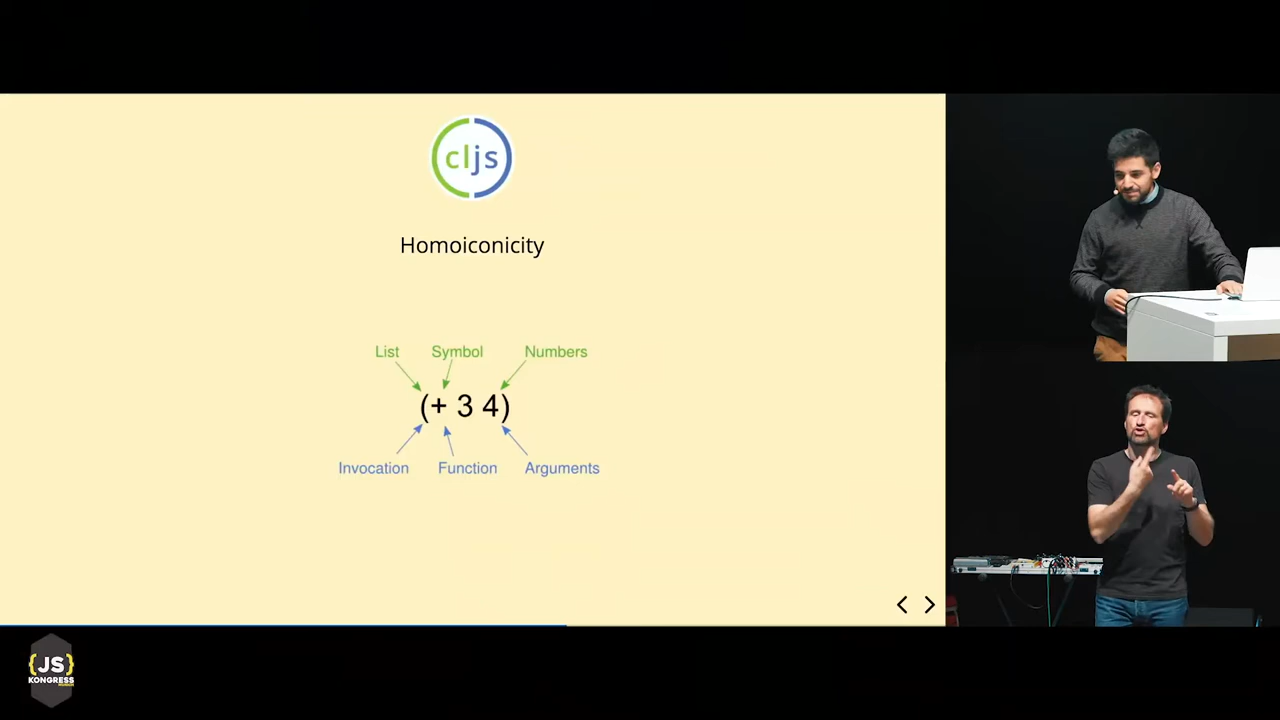 cljs
Homoiconicity
List Symbol Numbers
(+ 3 4)
Invocation Function Arguments
{JS}
KONGRESS